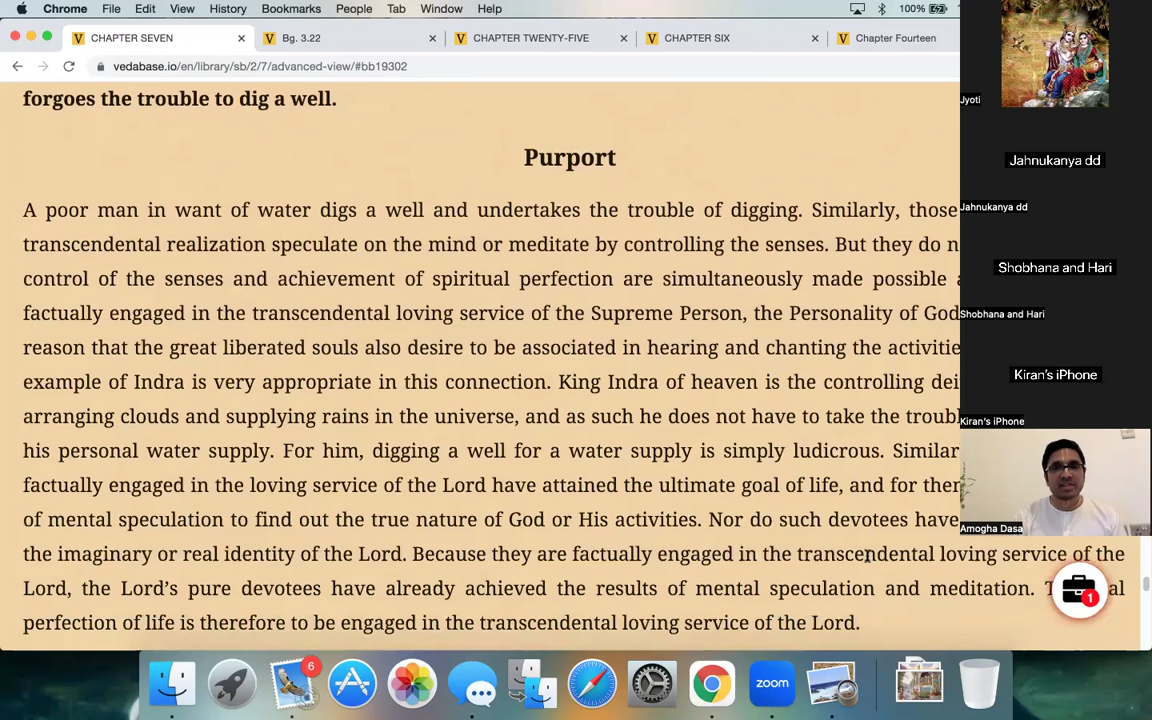 Chrome File Edit View History Bookmarks People Tab Window Help 100%
CHAPTER SEVEN Bg. 3.22 CHAPTER TWENTY-FIVE CHAPTER SIX Chapter Fourteen
vedabase.io/en/library/sb/2/7/advanced-view/#bb19302
forgoes the trouble to dig a well.
Purport
A poor man in want of water digs a well and undertakes the trouble of digging. Similarly, those
transcendental realization speculate on the mind or meditate by controlling the senses. But they do n
control of the senses and achievement of spiritual perfection are simultaneously made possible
factually engaged in the transcendental loving service of the Supreme Person, the Personality of God
reason that the great liberated souls also desire to be associated in hearing and chanting the activitie
example of Indra is very appropriate in this connection. King Indra of heaven is the controlling dei
arranging clouds and supplying rains in the universe, and as such he does not have to take the troubl
his personal water supply. For him, digging a well for a water supply is simply ludicrous. Similar
factually engaged in the loving service of the Lord have attained the ultimate goal of life, and for ther
of mental speculation to find out the true nature of God or His activities. Nor do such devotees have
the imaginary or real identity of the Lord. Because they are factually engaged in the transcendental loving service of the
Lord, the Lord's pure devotees have already achieved the results of mental speculation and meditation. T al
perfection of life is therefore to be engaged in the transcendental loving service of the Lord.
Jyoti
Jahnukanya dd
Jahnukanya dd
Shobhana and Hari
Shobhana and Hari
Kiran's iPhone
Kiran's iPhone
Amogha Dasa
1
6
zoom